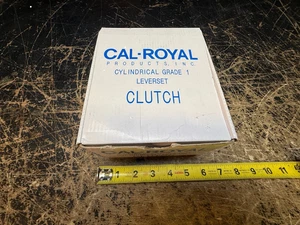 CAL-ROYAL
PRODUCTS, INC.
CYLINDRICAL GRADE 1
LEVERSET
CLUTCH
1 2 3 4 5 6 7 8 9 10 11